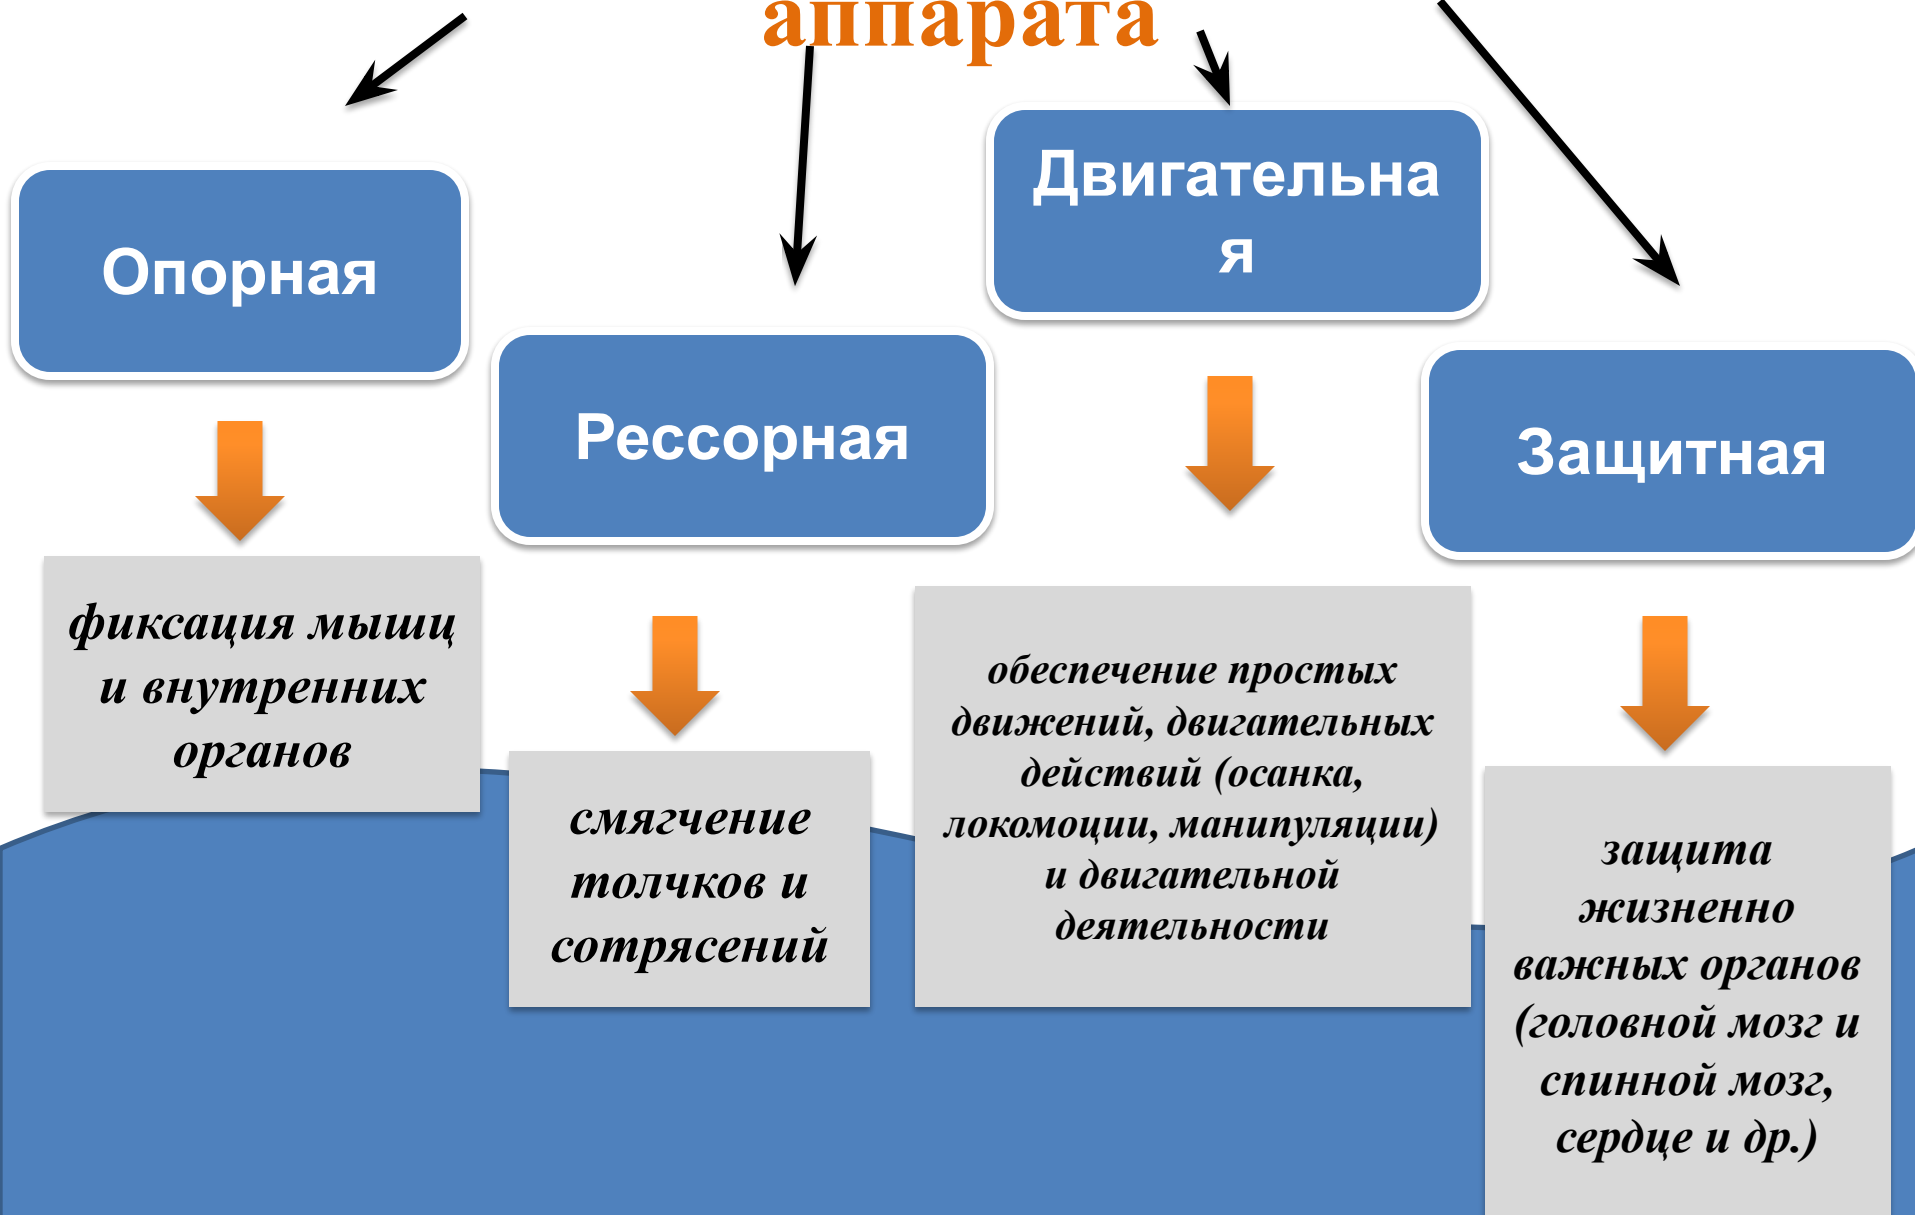 аппарата
Опорная
фиксация мышц
и внутренних
органов
Рессорная
смягчение
толчков и
сотрясений
Двигательна
я
обеспечение простых
движений, двигательных
действий (осанка,
локомоции, манипуляции)
и двигательной
деятельности
Защитная
защита
жизненно
важных органов
(головной мозг и
спинной мозг,
сердце и др.)